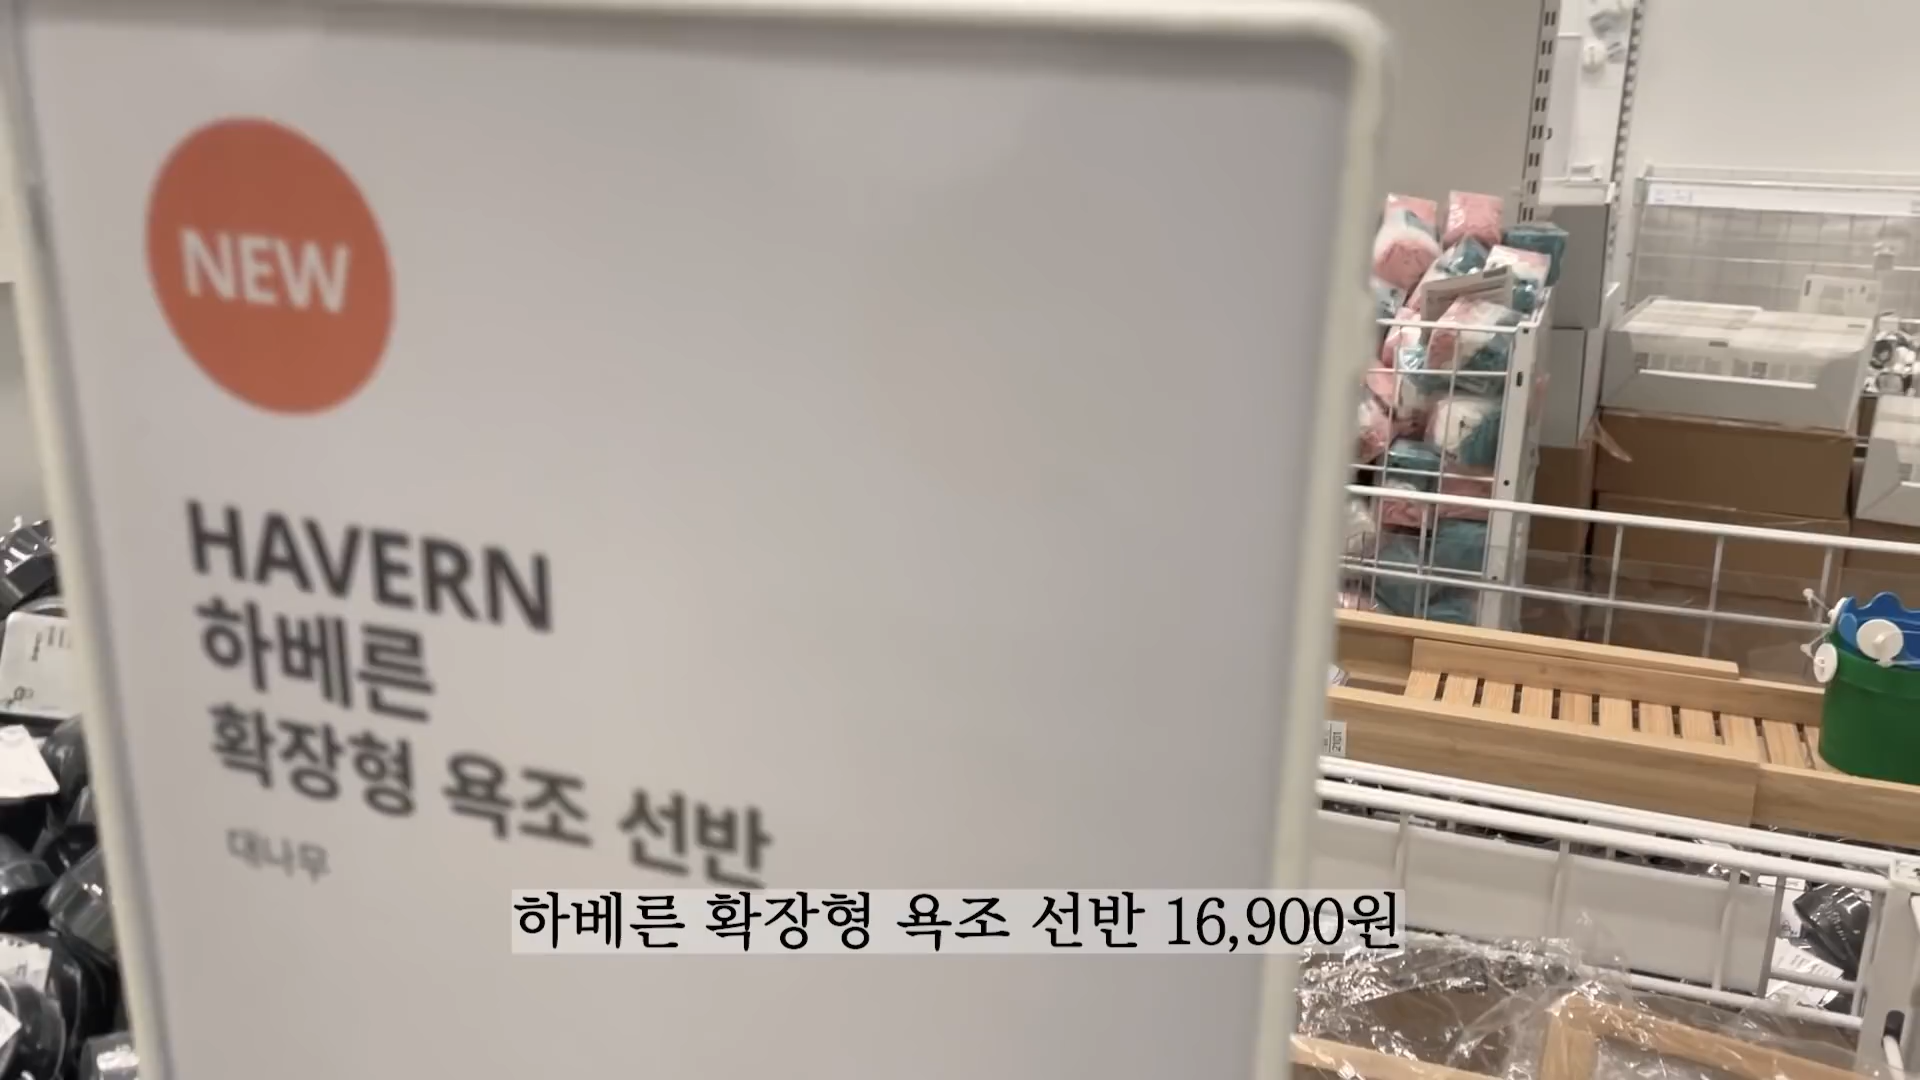 NEW
HAVERN
하베른
확장형 욕조 선반
대나무
하베른 확장형 욕조 선반 16,900원